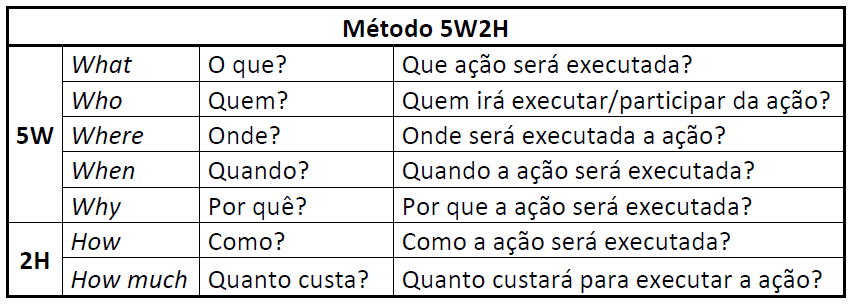 Método 5W2H
5W
What O que? Que ação será executada?
Who Quem? Quem irá executar/participar da ação?
Where Onde? Onde será executada a ação?
When Quando? Quando a ação será executada?
Why Por quê? Por que a ação será executada?
2H
How Como? Como a ação será executada?
How much Quanto custa? Quanto custará para executar a ação?